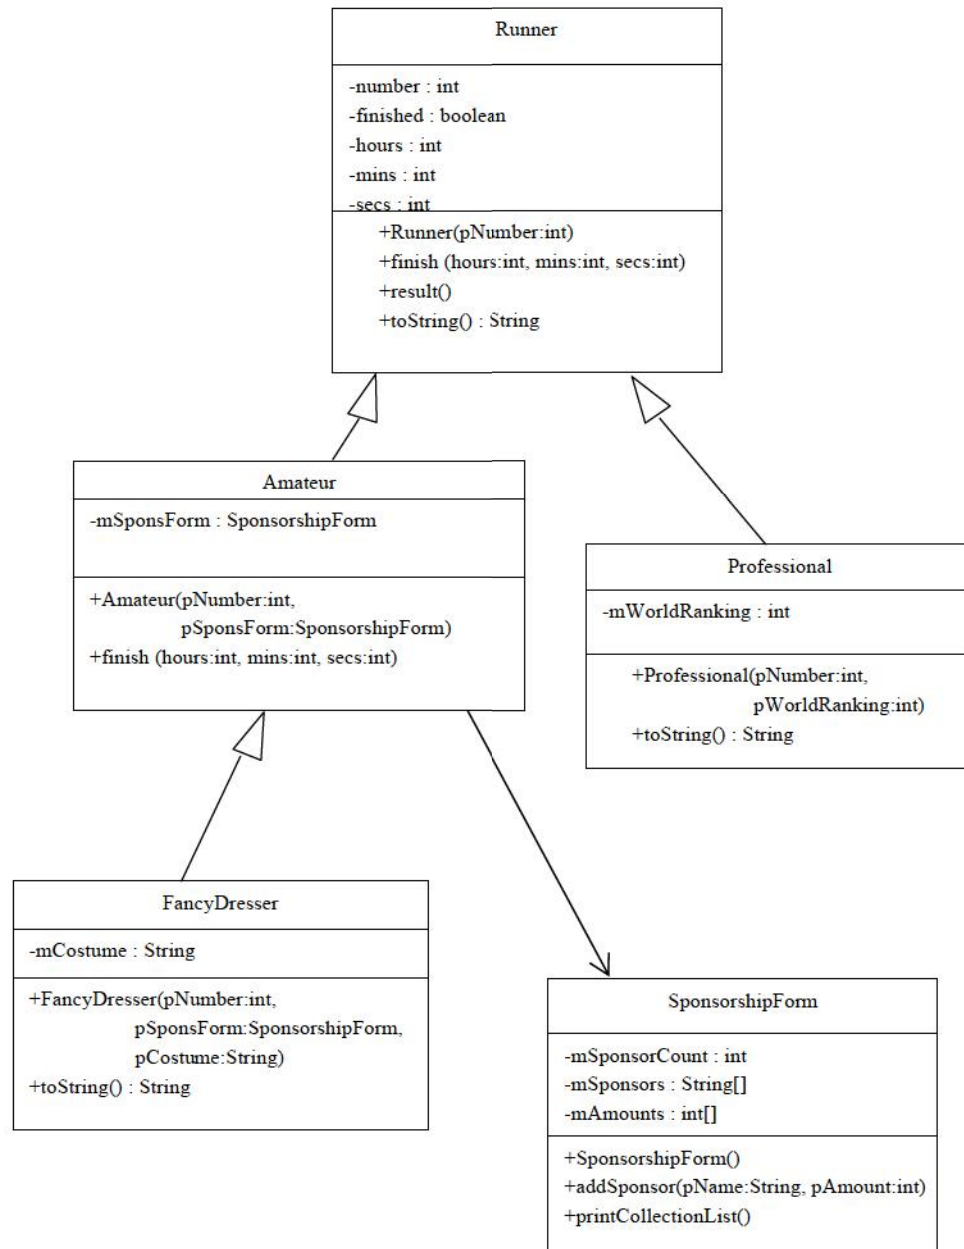 Runner
-number : int
-finished : boolean
-hours : int
-mins : int
-secs : int
+Runner(pNumber:int)
+finish (hours:int, mins:int, secs:int)
+result()
+toString() : String
Amateur
-mSponsForm : SponsorshipForm
+Amateur(pNumber:int,
pSponsForm:SponsorshipForm)
+finish (hours:int, mins:int, secs:int)
Professional
-mWorldRanking : int
+Professional(pNumber:int,
pWorldRanking:int)
+toString() : String
FancyDresser
-mCostume : String
+FancyDresser(pNumber:int,
pSponsForm:SponsorshipForm,
pCostume:String)
+toString() : String
SponsorshipForm
-mSponsorCount : int
-mSponsors : String[]
-mAmounts : int[]
+SponsorshipForm()
+addSponsor(pName:String, pAmount:int)
+printCollectionList()